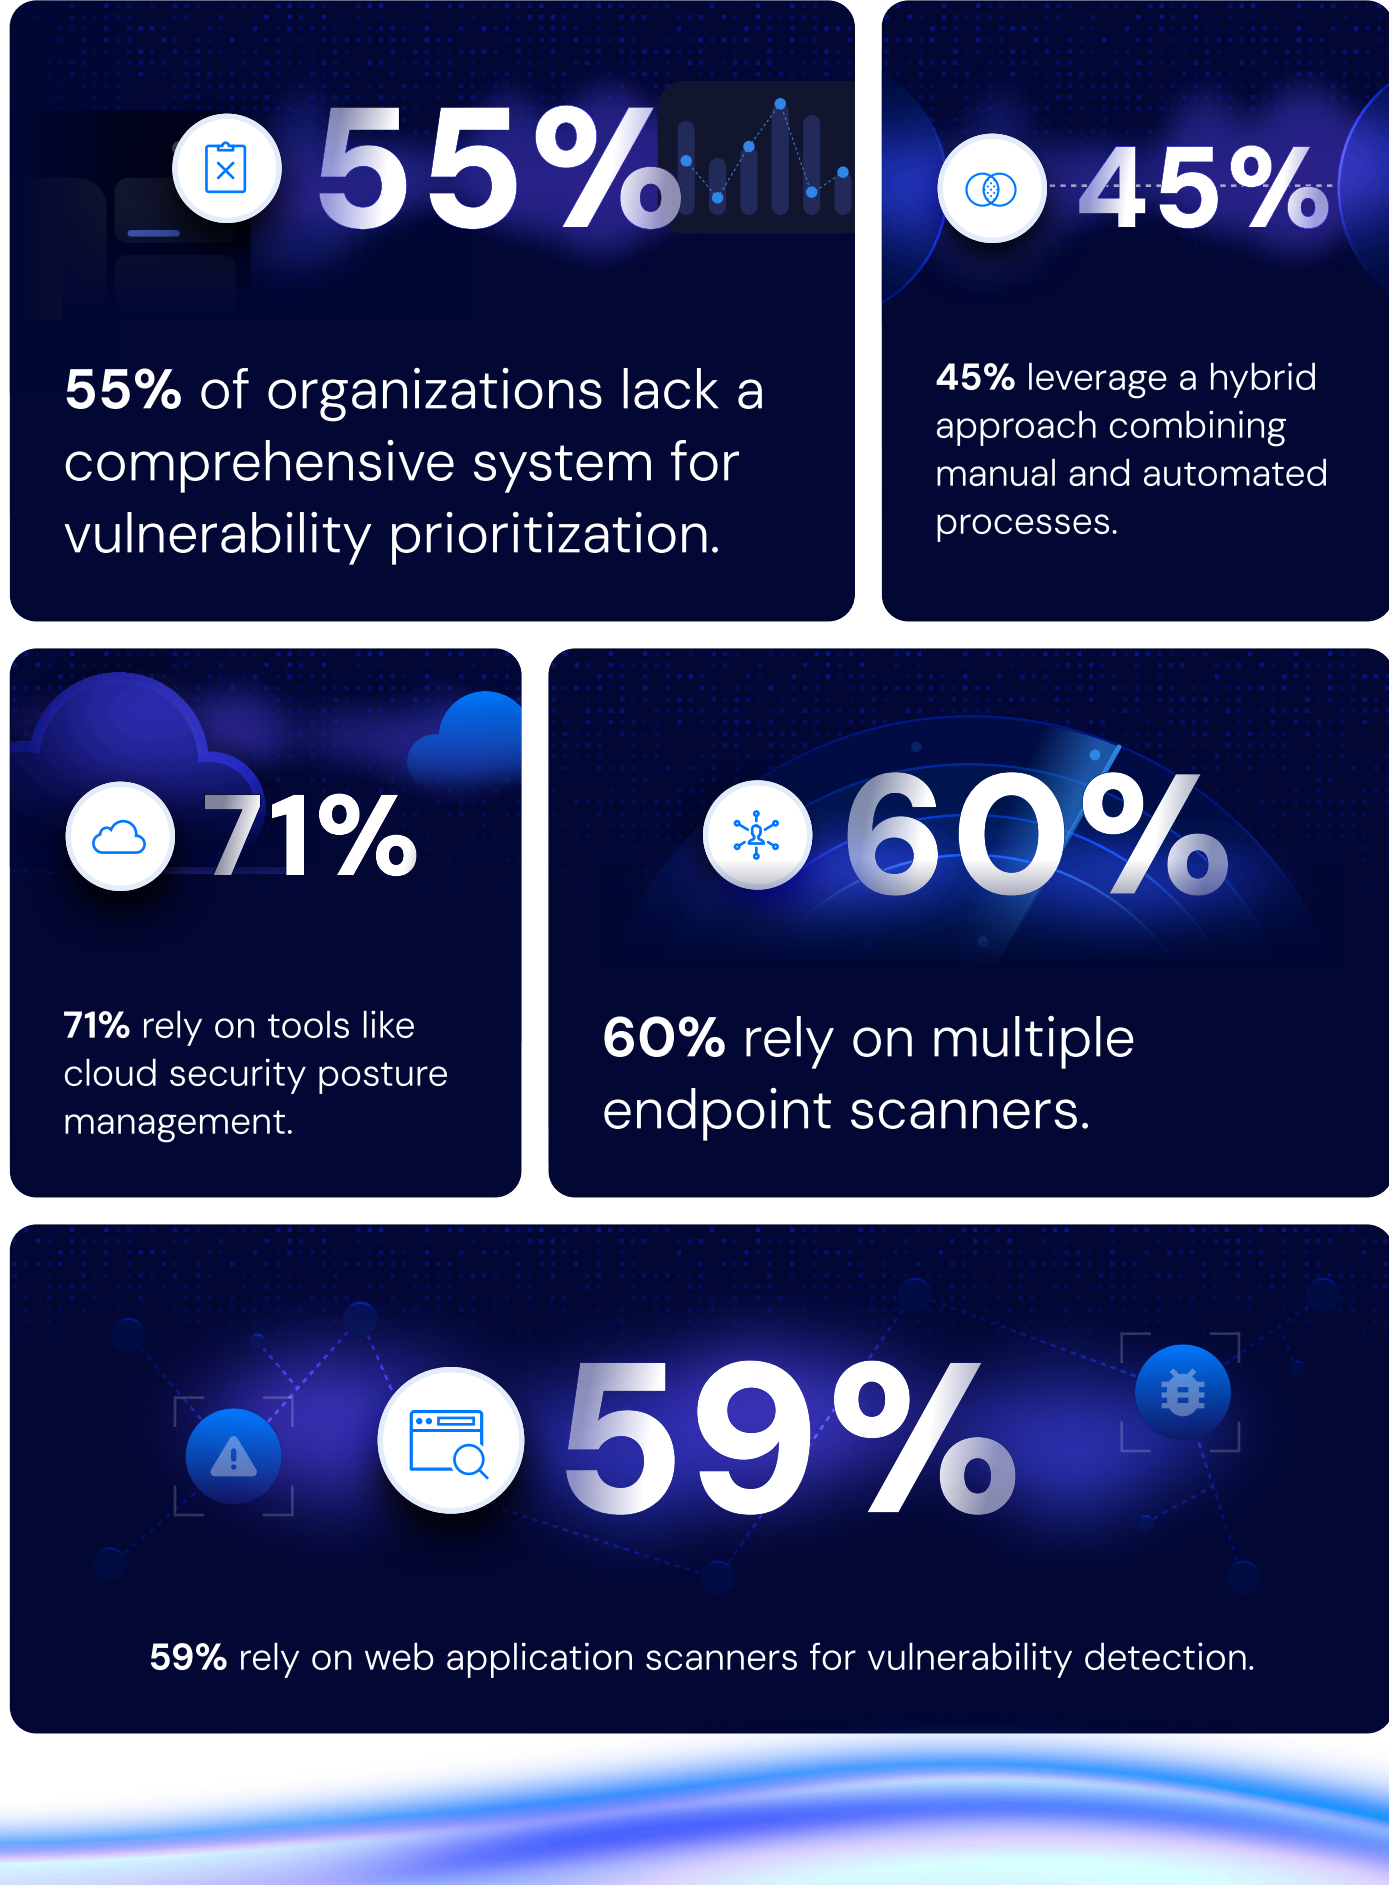 55%
55% of organizations lack a
comprehensive system for
vulnerability prioritization.
45%
45% leverage a hybrid
approach combining
manual and automated
processes.
71%
71% rely on tools like
cloud security posture
management.
60%
60% rely on multiple
endpoint scanners.
59%
59% rely on web application scanners for vulnerability detection.